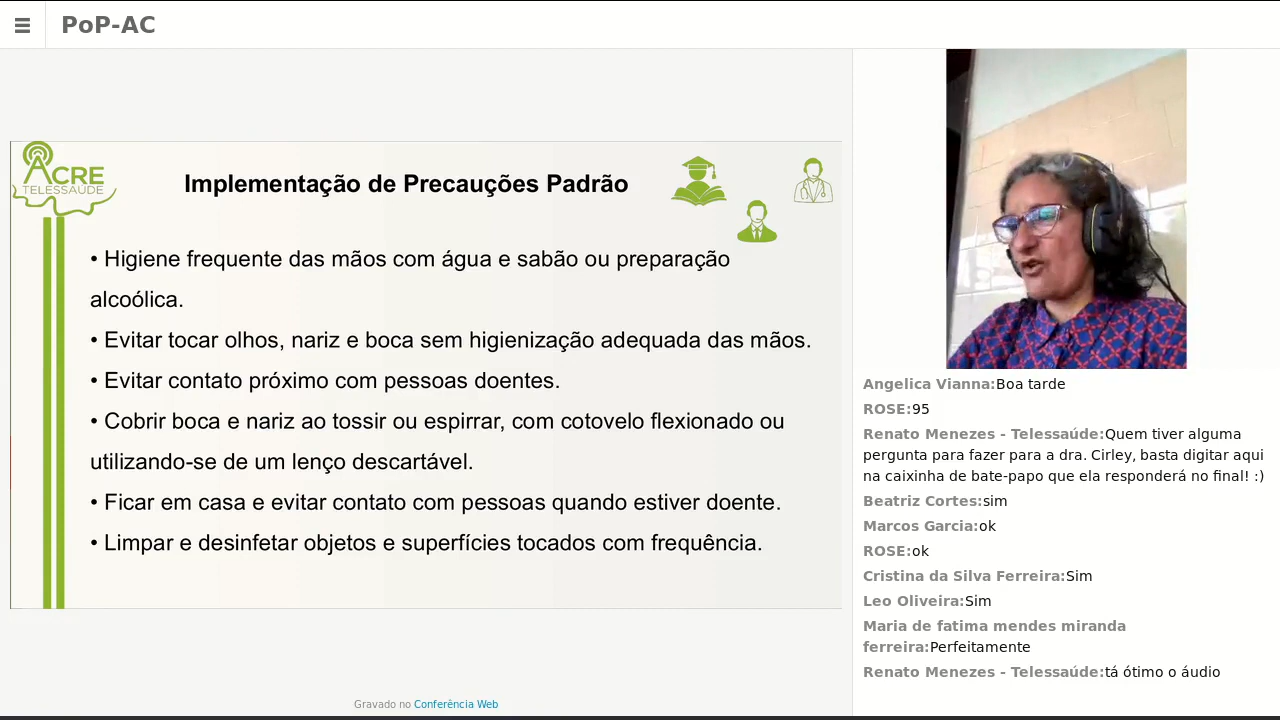 PoP-AC
ACRE
TELESSAÚDE
Implementação de Precauções Padrão
• Higiene frequente das mãos com água e sabão ou preparação
alcoólica.
• Evitar tocar olhos, nariz e boca sem higienização adequada das mãos.
• Evitar contato próximo com pessoas doentes.
• Cobrir boca e nariz ao tossir ou espirrar, com cotovelo flexionado ou
utilizando-se de um lenço descartável.
• Ficar em casa e evitar contato com pessoas quando estiver doente.
• Limpar e desinfetar objetos e superfícies tocados com frequência.
Gravado no Conferência Web
Angelica Vianna:Boa tarde
ROSE:95
Renato Menezes - Telessaúde:Quem tiver alguma
pergunta para fazer para a dra. Cirley, basta digitar aqui
na caixinha de bate-papo que ela responderá no final! :)
Beatriz Cortes:sim
Marcos Garcia:ok
ROSE:ok
Cristina da Silva Ferreira:Sim
Leo Oliveira:Sim
Maria de fatima mendes miranda
ferreira:Perfeitamente
Renato Menezes - Telessaúde:tá ótimo o áudio